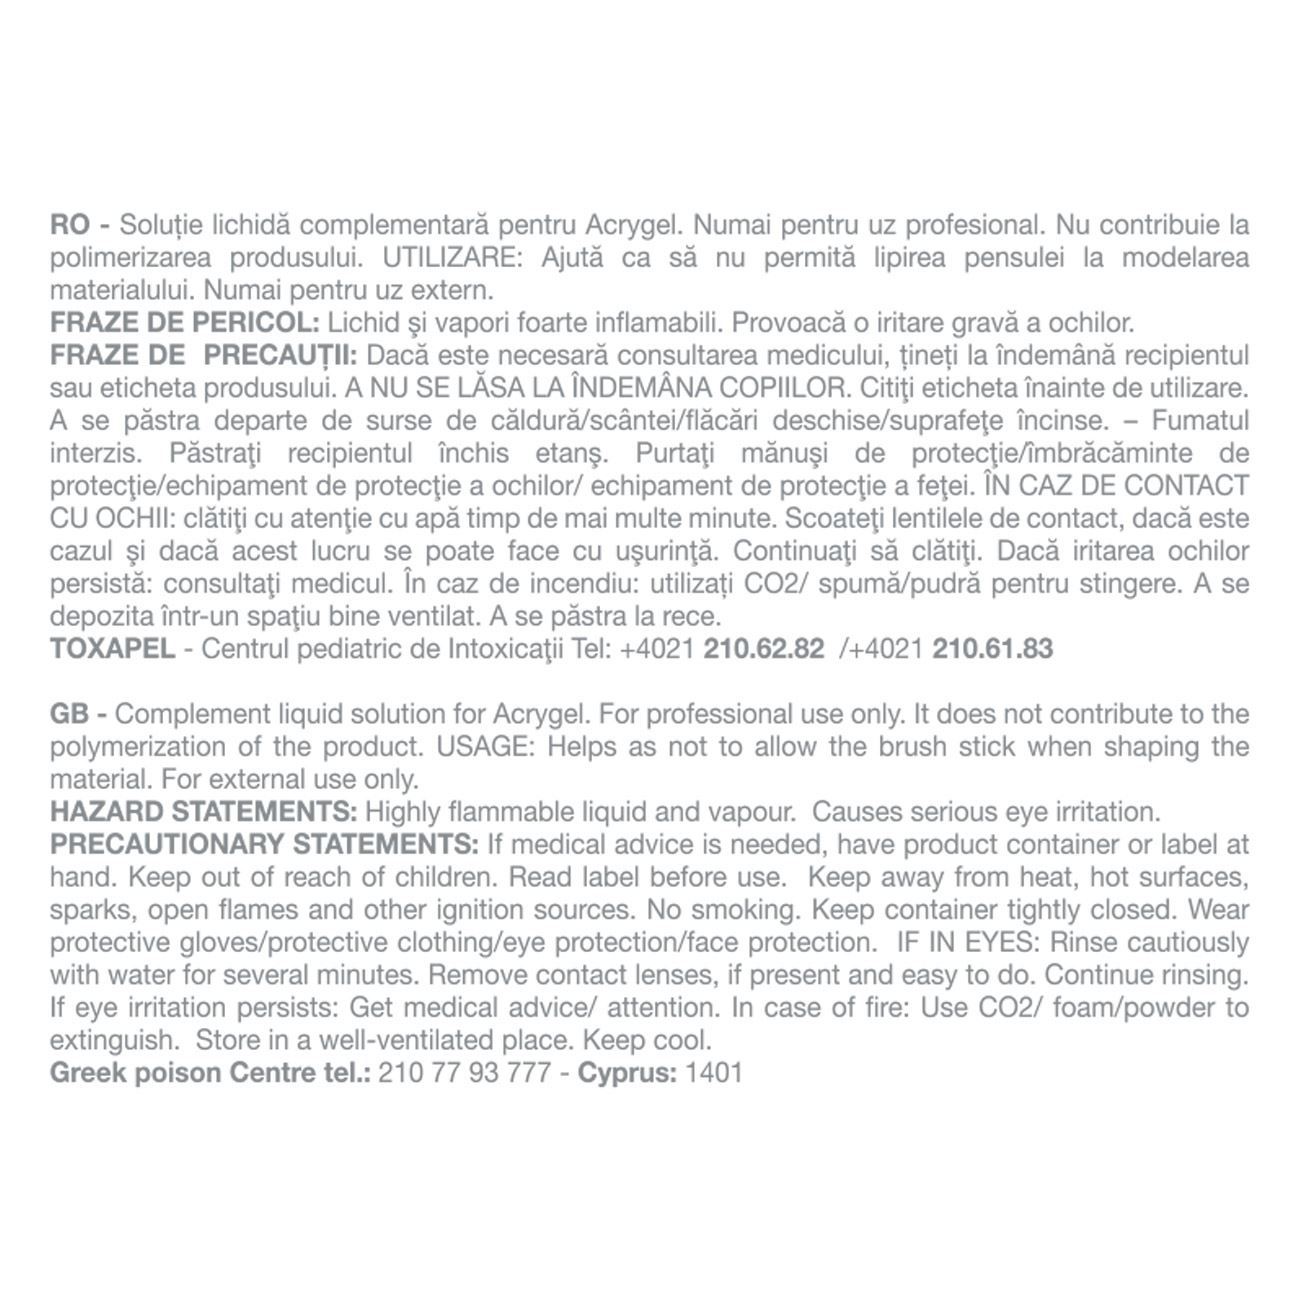 RO - Soluție lichidă complementară pentru Acrygel. Numai pentru uz profesional. Nu contribuie la
polimerizarea produsului. UTILIZARE: Ajută ca să nu permită lipirea pensulei la modelarea
materialului. Numai pentru uz extern.
FRAZE DE PERICOL: Lichid şi vapori foarte inflamabili. Provoacă o iritare gravă a ochilor.
FRAZE DE  PRECAUȚII: Dacă este necesară consultarea medicului, țineți la îndemână recipientul
sau eticheta produsului. A NU SE LĂSA LA ÎNDEMÂNA COPIILOR. Citiţi eticheta înainte de utilizare.
A se păstra departe de surse de căldură/scântei/flăcări deschise/suprafeţe încinse. – Fumatul
interzis. Păstraţi recipientul închis etanş. Purtaţi mănuşi de protecţie/îmbrăcăminte de
protecţie/echipament de protecţie a ochilor/ echipament de protecţie a feţei. ÎN CAZ DE CONTACT
CU OCHII: clătiţi cu atenţie cu apă timp de mai multe minute. Scoateţi lentilele de contact, dacă este
cazul şi dacă acest lucru se poate face cu uşurinţă. Continuaţi să clătiţi. Dacă iritarea ochilor
persistă: consultaţi medicul. În caz de incendiu: utilizați CO2/ spumă/pudră pentru stingere. A se
depozita într-un spaţiu bine ventilat. A se păstra la rece.
TOXAPEL - Centrul pediatric de Intoxicaţii Tel: +4021 210.62.82  /+4021 210.61.83
GB - Complement liquid solution for Acrygel. For professional use only. It does not contribute to the
polymerization of the product. USAGE: Helps as not to allow the brush stick when shaping the
material. For external use only.
HAZARD STATEMENTS: Highly flammable liquid and vapour.  Causes serious eye irritation.
PRECAUTIONARY STATEMENTS: If medical advice is needed, have product container or label at
hand. Keep out of reach of children. Read label before use.  Keep away from heat, hot surfaces,
sparks, open flames and other ignition sources. No smoking. Keep container tightly closed. Wear
protective gloves/protective clothing/eye protection/face protection.  IF IN EYES: Rinse cautiously
with water for several minutes. Remove contact lenses, if present and easy to do. Continue rinsing.
If eye irritation persists: Get medical advice/ attention. In case of fire: Use CO2/ foam/powder to
extinguish.  Store in a well-ventilated place. Keep cool.
Greek poison Centre tel.: 210 77 93 777 - Cyprus: 1401